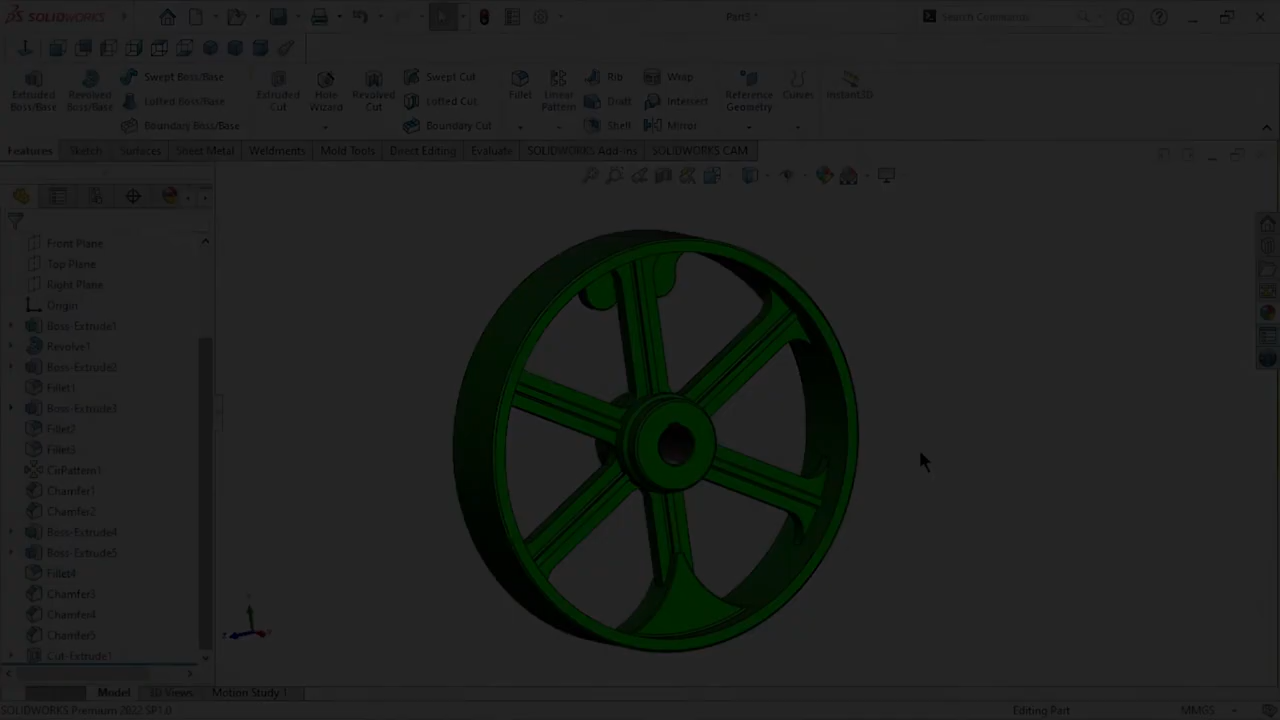 SOLIDWORKS
Part5 *
Search Commands
Extruded Boss/Base
Revolved Boss/Base
Swept Boss/Base
Lofted Boss/Base
Boundary Boss/Base
Extruded Cut
Hole Wizard
Revolved Cut
Swept Cut
Lofted Cut
Boundary Cut
Fillet
Linear Pattern
Rib
Draft
Shell
Wrap
Intersect
Mirror
Reference Geometry
Curves
Instant3D
Features
Sketch
Surfaces
Sheet Metal
Weldments
Mold Tools
Direct Editing
Evaluate
SOLIDWORKS Add-Ins
SOLIDWORKS CAM
Front Plane
Top Plane
Right Plane
Origin
Boss-Extrude1
Revolve1
Boss-Extrude2
Fillet1
Boss-Extrude3
Fillet2
Fillet3
CirPattern1
Chamfer1
Chamfer2
Boss-Extrude4
Boss-Extrude5
Fillet4
Chamfer3
Chamfer4
Chamfer5
Cut-Extrude1
Model
3D Views
Motion Study 1
SOLIDWORKS Premium 2022 SP1.0
Editing Part
MMGS